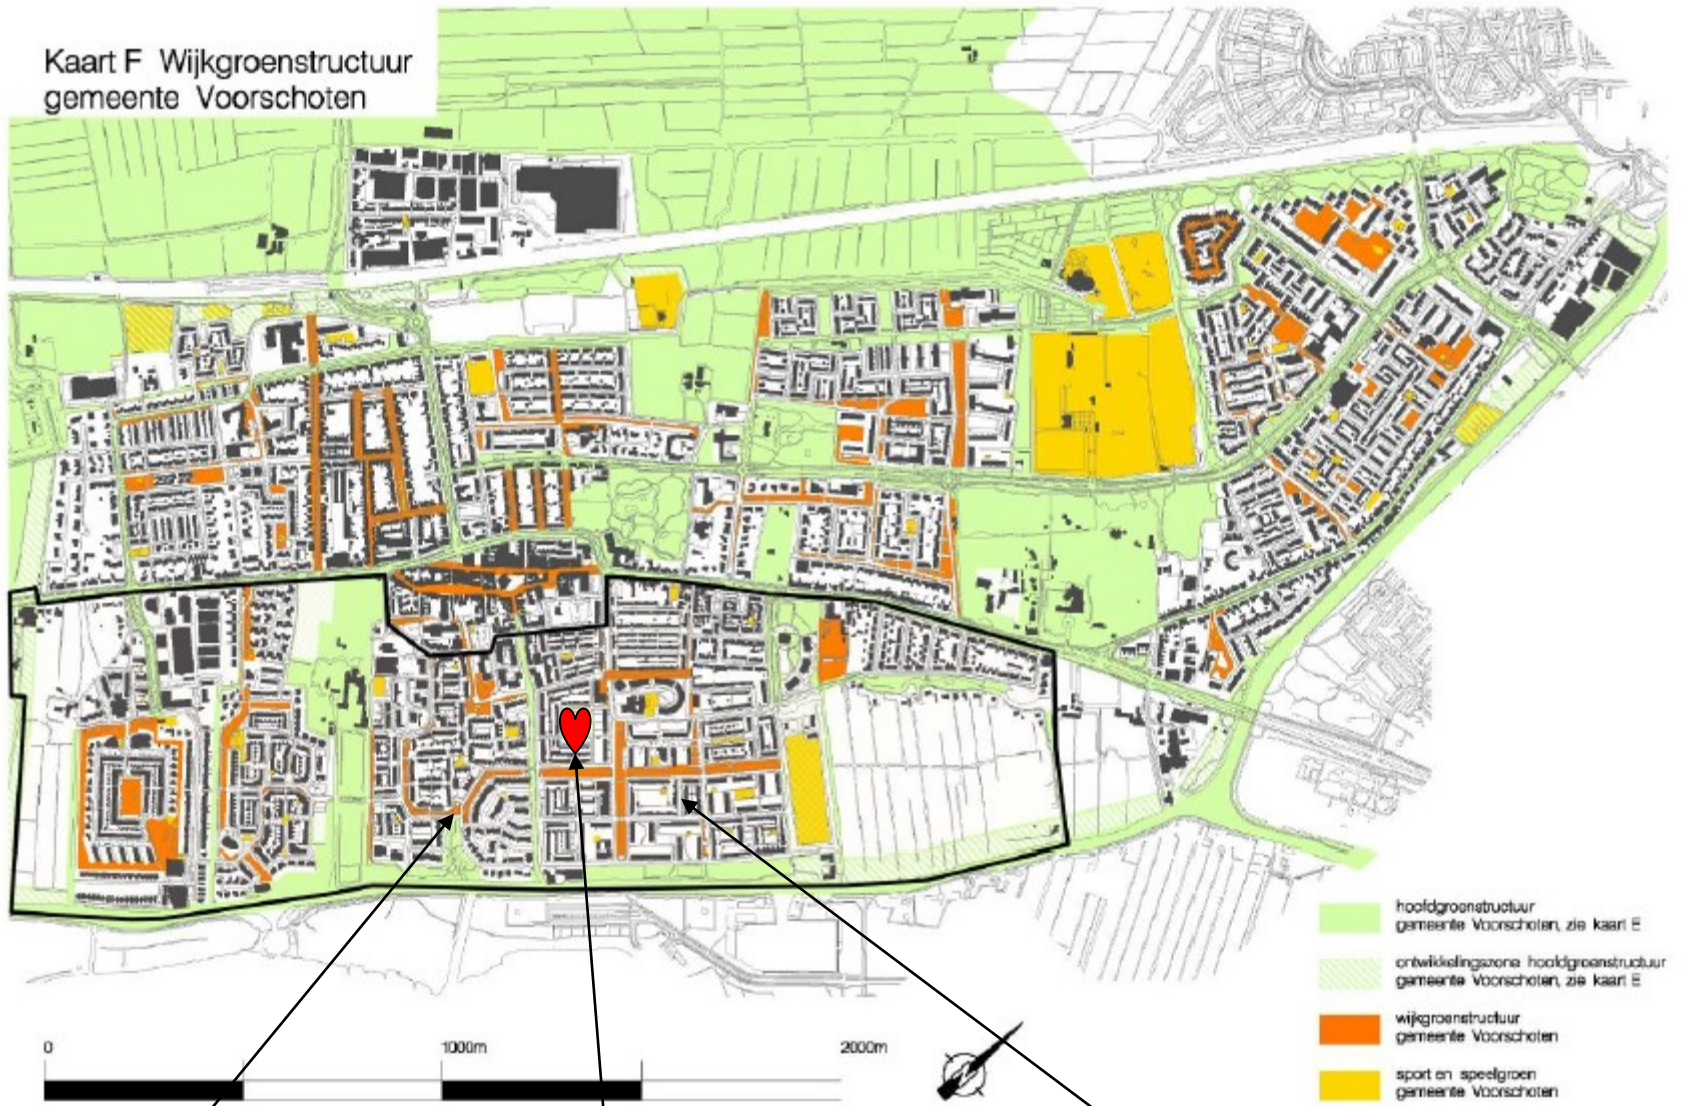 Kaart F Wijkgroenstructuur
gemeente Voorschoten
hoofdgroenstructuur
gemeente Voorschoten, zie kaart E
ontwikkelingszone hoofdgroenstructuur
gemeente Voorschoten, zie kaart E
wijkgroenstructuur
gemeente Voorschoten
sport en speelgroen
gemeente Voorschoten
0 1000m 2000m